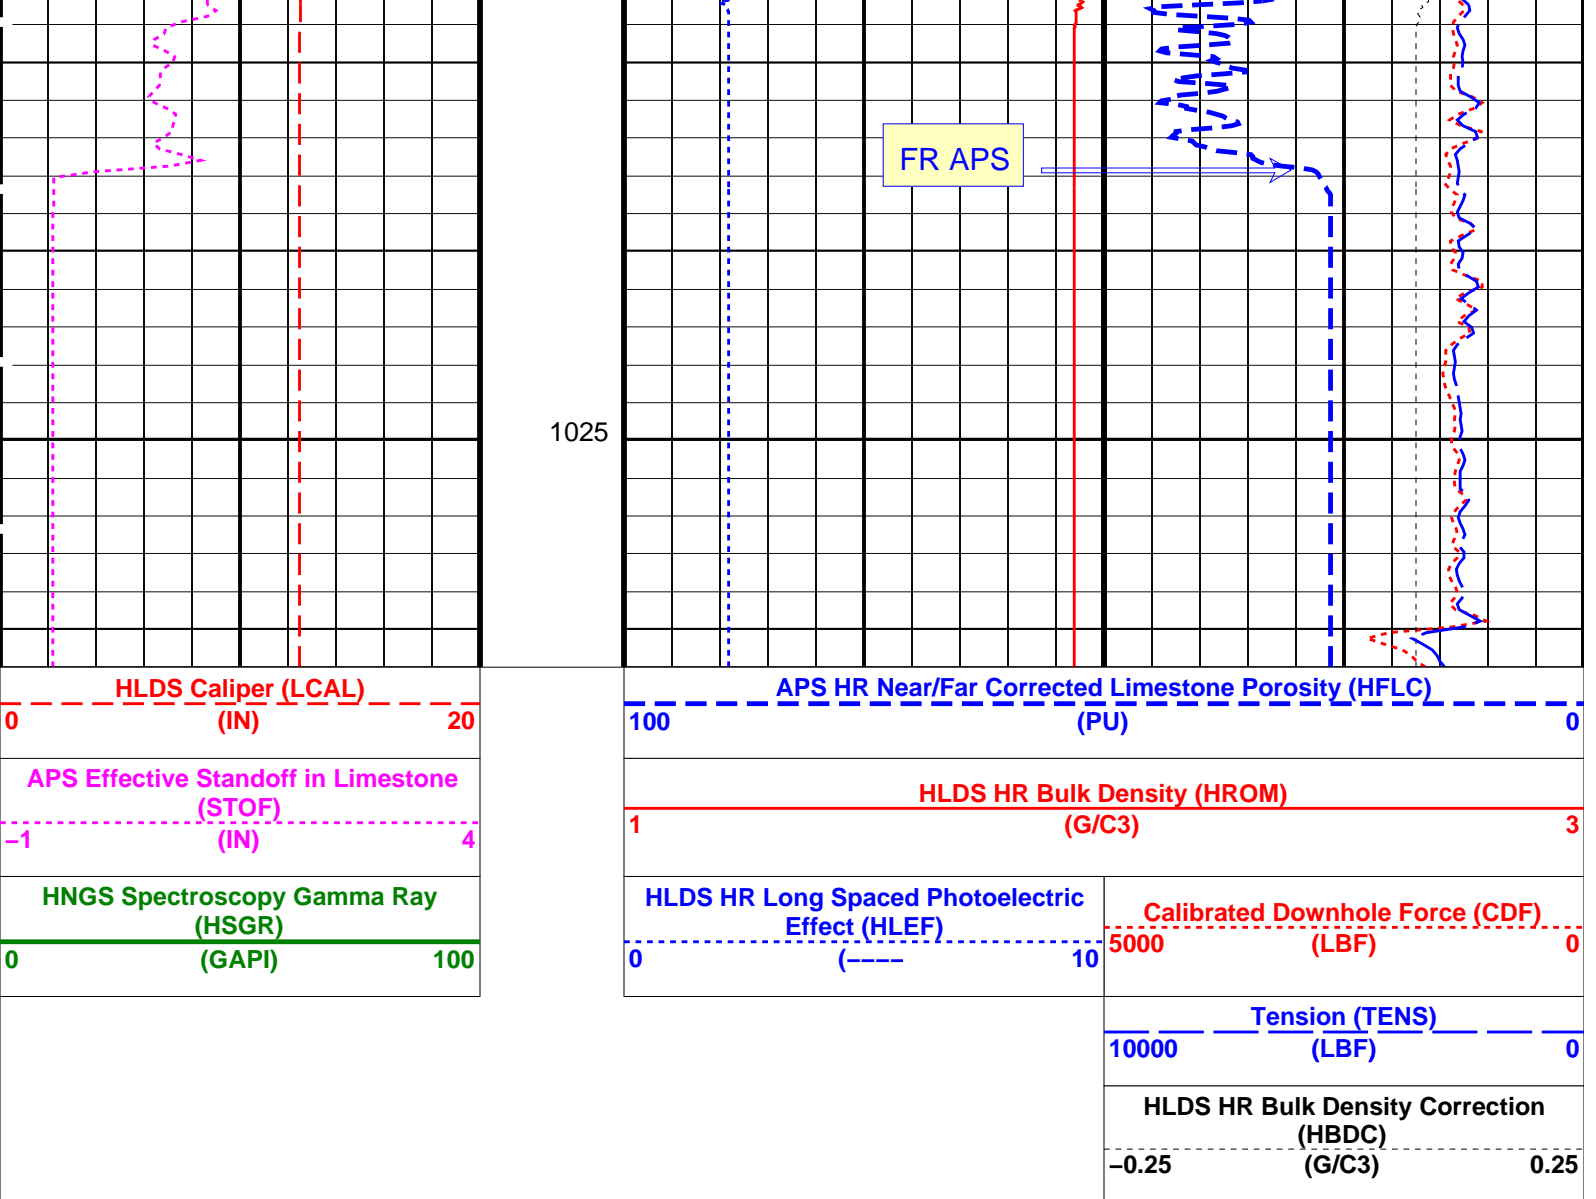 FR APS
1025
HLDS Caliper (LCAL)
0 (IN) 20
APS Effective Standoff in Limestone
(STOF)
−1 (IN) 4
HNGS Spectroscopy Gamma Ray
(HSGR)
0 (GAPI) 100
APS HR Near/Far Corrected Limestone Porosity (HFLC)
100 (PU) 0
HLDS HR Bulk Density (HROM)
1 (G/C3) 3
HLDS HR Long Spaced Photoelectric
Effect (HLEF)
0 (−−−− 10
Calibrated Downhole Force (CDF)
5000 (LBF) 0
Tension (TENS)
10000 (LBF) 0
HLDS HR Bulk Density Correction
(HBDC)
−0.25 (G/C3) 0.25